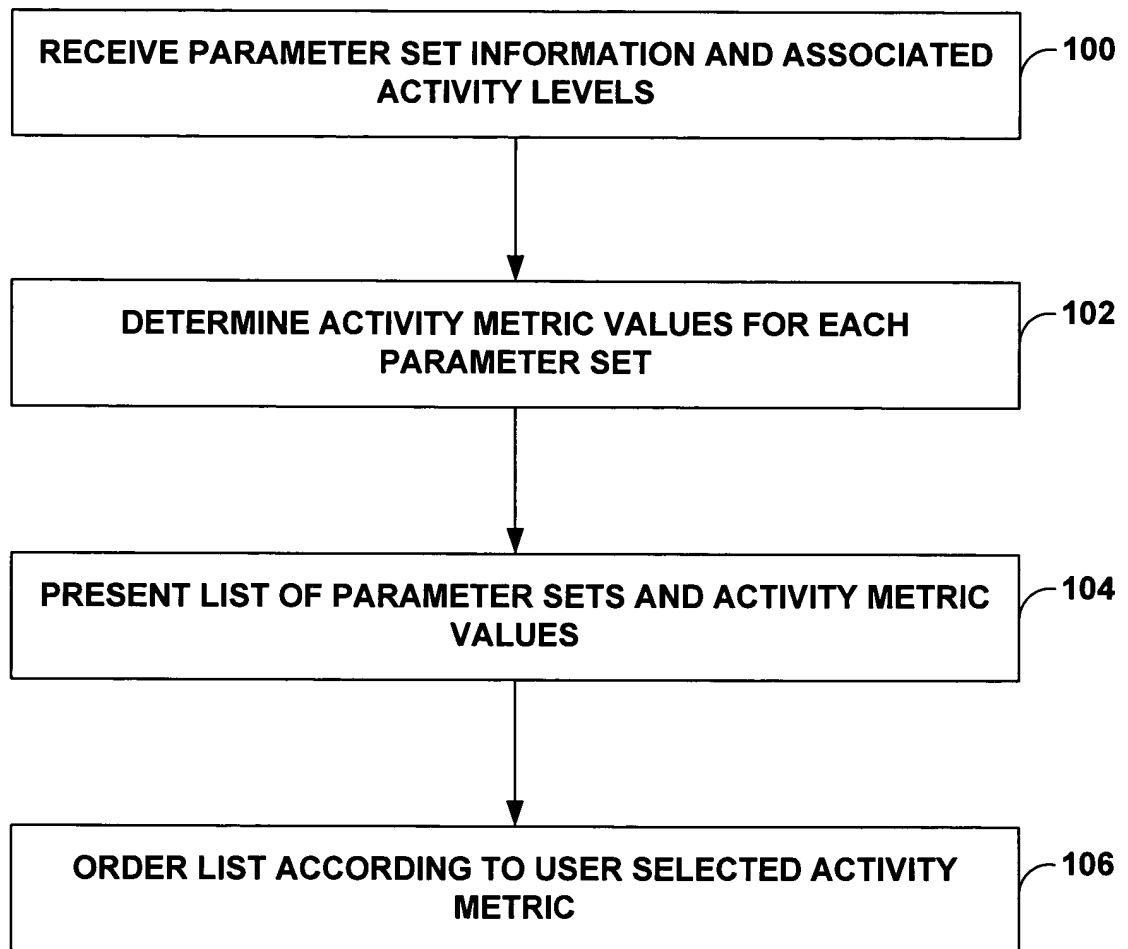 RECEIVE PARAMETER SET INFORMATION AND ASSOCIATED
ACTIVITY LEVELS
100
DETERMINE ACTIVITY METRIC VALUES FOR EACH
PARAMETER SET
102
PRESENT LIST OF PARAMETER SETS AND ACTIVITY METRIC
VALUES
104
ORDER LIST ACCORDING TO USER SELECTED ACTIVITY
METRIC
106